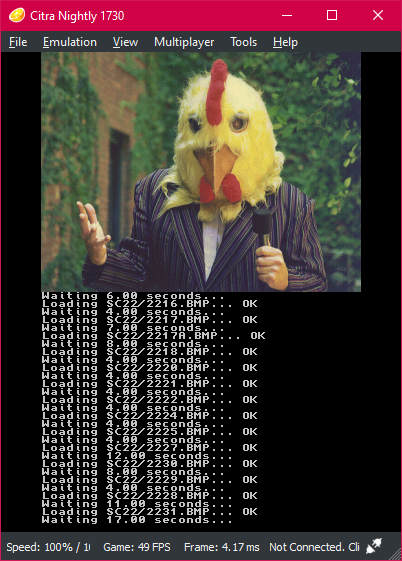 Citra Nightly 1730
File Emulation View Multiplayer Tools Help
Waiting 6.00 seconds...
Loading SC22/2216.BMP... OK
Waiting 4.00 seconds...
Loading SC22/2217.BMP... OK
Waiting 7.00 seconds...
Loading SC22/2217A.BMP... OK
Waiting 8.00 seconds...
Loading SC22/2218.BMP... OK
Waiting 4.00 seconds...
Loading SC22/2220.BMP... OK
Waiting 4.00 seconds...
Loading SC22/2221.BMP... OK
Waiting 4.00 seconds...
Loading SC22/2222.BMP... OK
Waiting 4.00 seconds...
Loading SC22/2224.BMP... OK
Waiting 4.00 seconds...
Loading SC22/2225.BMP... OK
Waiting 4.00 seconds...
Loading SC22/2227.BMP... OK
Waiting 12.00 seconds...
Loading SC22/2230.BMP... OK
Waiting 8.00 seconds...
Loading SC22/2229.BMP... OK
Waiting 4.00 seconds...
Loading SC22/2228.BMP... OK
Waiting 11.00 seconds...
Loading SC22/2231.BMP... OK
Waiting 17.00 seconds...
Speed: 100% / 10 Game: 49 FPS Frame: 4.17 ms Not Connected. Cli